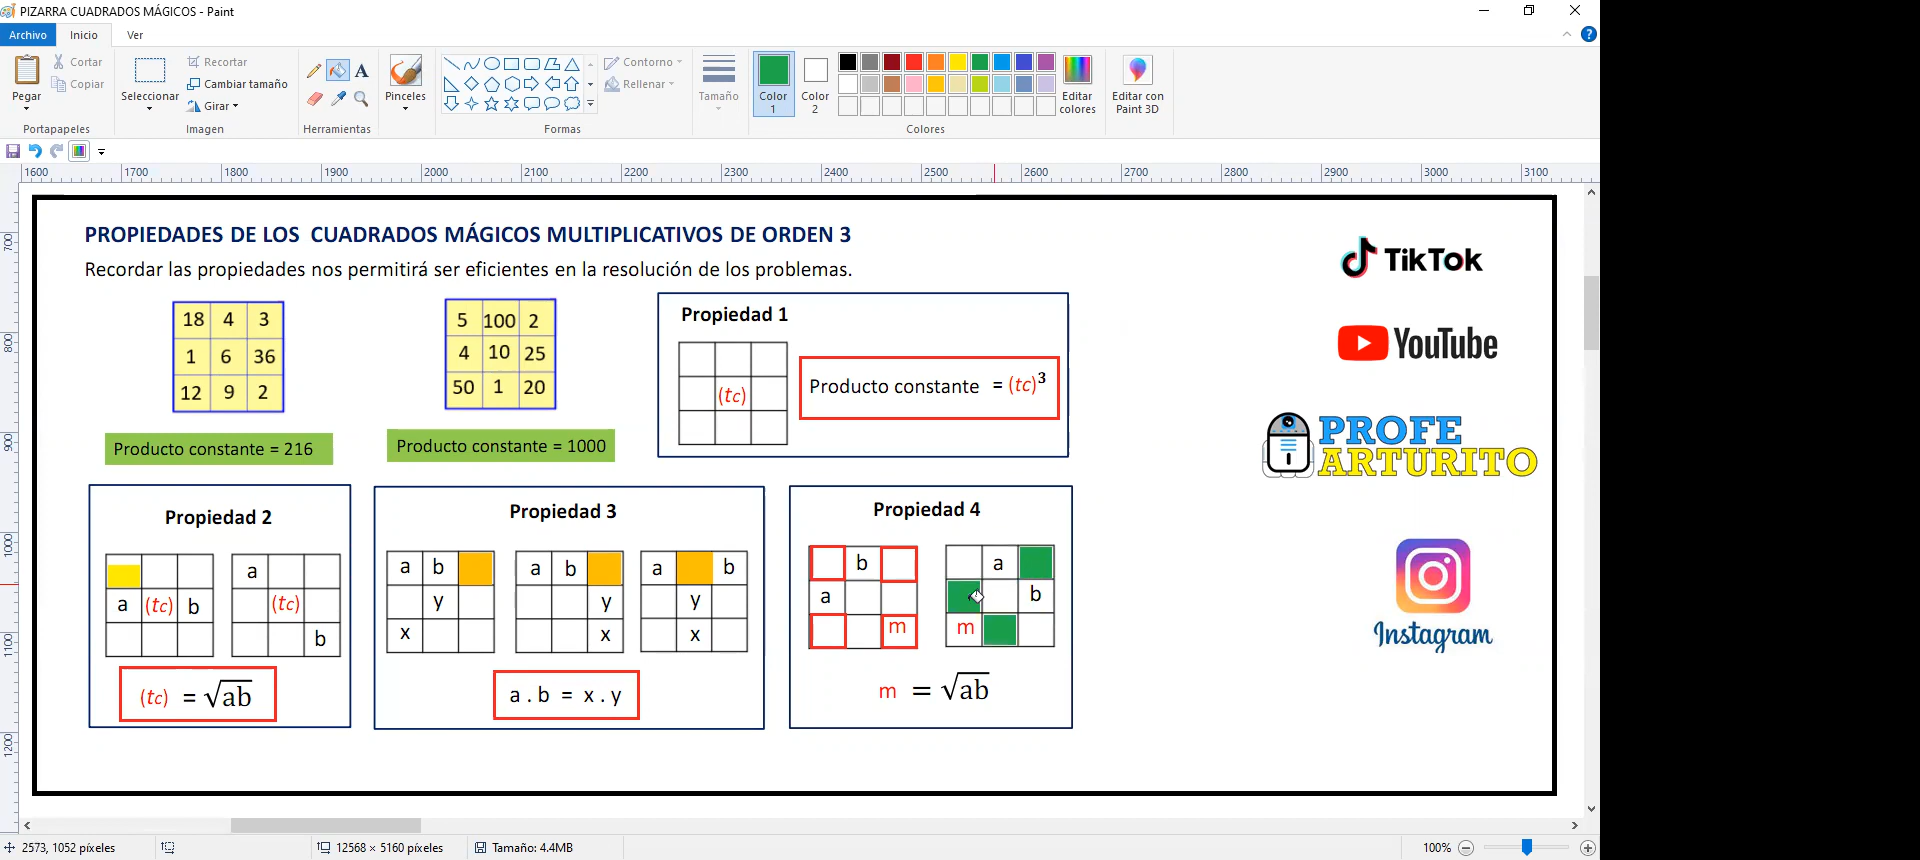 PIZARRA CUADRADOS MÁGICOS - Paint
Archivo Inicio Ver
Pegar
Cortar
Copiar
Portapapeles
Seleccionar
Recortar
Cambiar tamaño
Girar
Imagen
A
Herramientas
Pinceles
Contorno
Rellenar
Formas
Tamaño
Color
1
Color
2
Editar
colores
Colores
Editar con
Paint 3D
1600 1700 1800 1900 2000 2100 2200 2300 2400 2500 2600 2700 2800 2900 3000 3100
700
800
900
1000
1100
1200
PROPIEDADES DE LOS CUADRADOS MÁGICOS MULTIPLICATIVOS DE ORDEN 3
Recordar las propiedades nos permitirá ser eficientes en la resolución de los problemas.
18 4 3
1 6 36
12 9 2
Producto constante = 216
5 100 2
4 10 25
50 1 20
Producto constante = 1000
Propiedad 1
(tc)
Producto constante = (tc)³
Propiedad 2
a (tc) b
a
(tc)
b
(tc) = √ab
Propiedad 3
a b
y
x
a b
y
x
a b
y
x
a . b = x . y
Propiedad 4
b
a
m
a
b
m
m = √ab
TikTok
YouTube
PROFE
ARTURITO
Instagram
2573, 1052 píxeles
12568 × 5160 píxeles
Tamaño: 4.4MB
100%